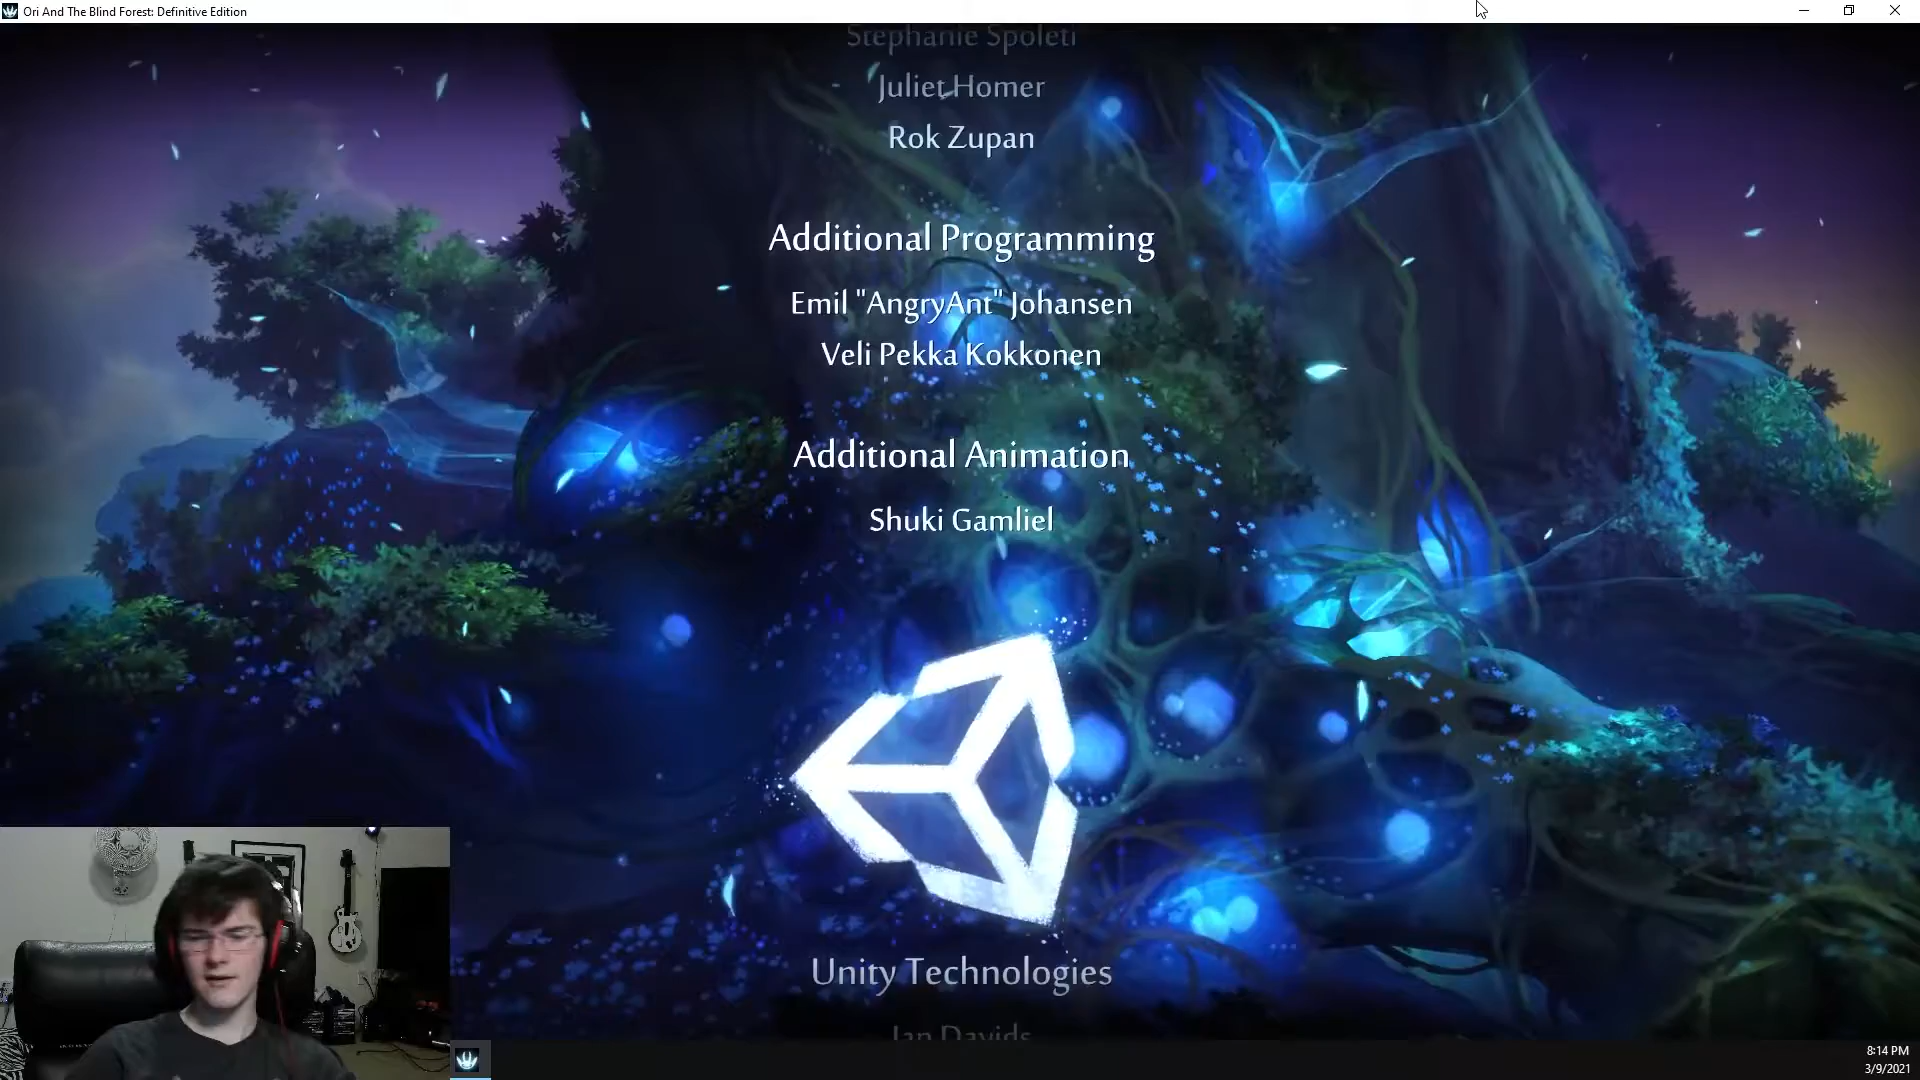 Ori And The Blind Forest: Definitive Edition
Stephanie Spoleti
Juliet Homer
Rok Zupan
Additional Programming
Emil "AngryAnt" Johansen
Veli Pekka Kokkonen
Additional Animation
Shuki Gamliel
Unity Technologies
Ian Davids
8:14 PM
3/9/2021